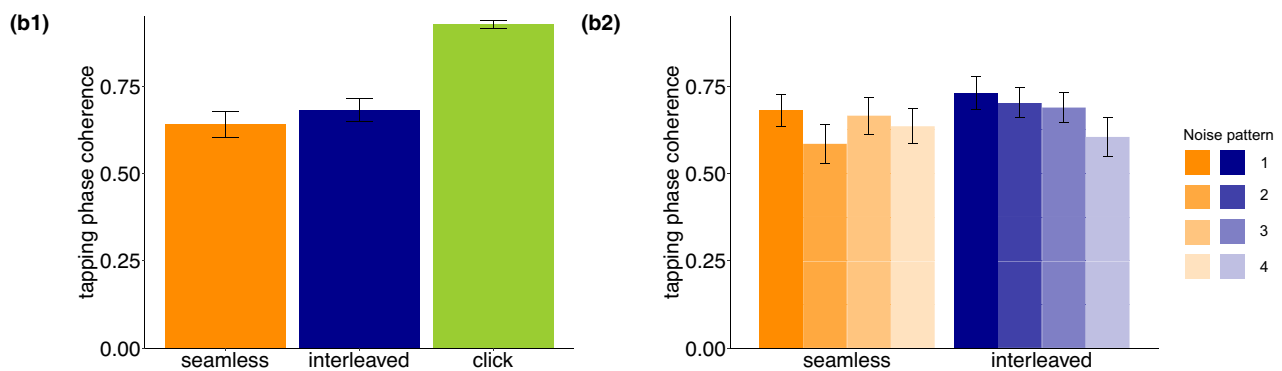 (b1)
tapping phase coherence
0.75
0.50
0.25
0.00
seamless interleaved click
(b2)
tapping phase coherence
0.75
0.50
0.25
0.00
seamless interleaved
Noise pattern
1
2
3
4